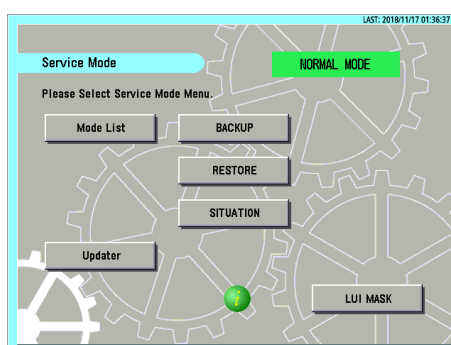 LAST: 2018/11/17 01:36:37
Service Mode
NORMAL MODE
Please Select Service Mode Menu.
Mode List
BACKUP
RESTORE
SITUATION
Updater
i
LUI MASK